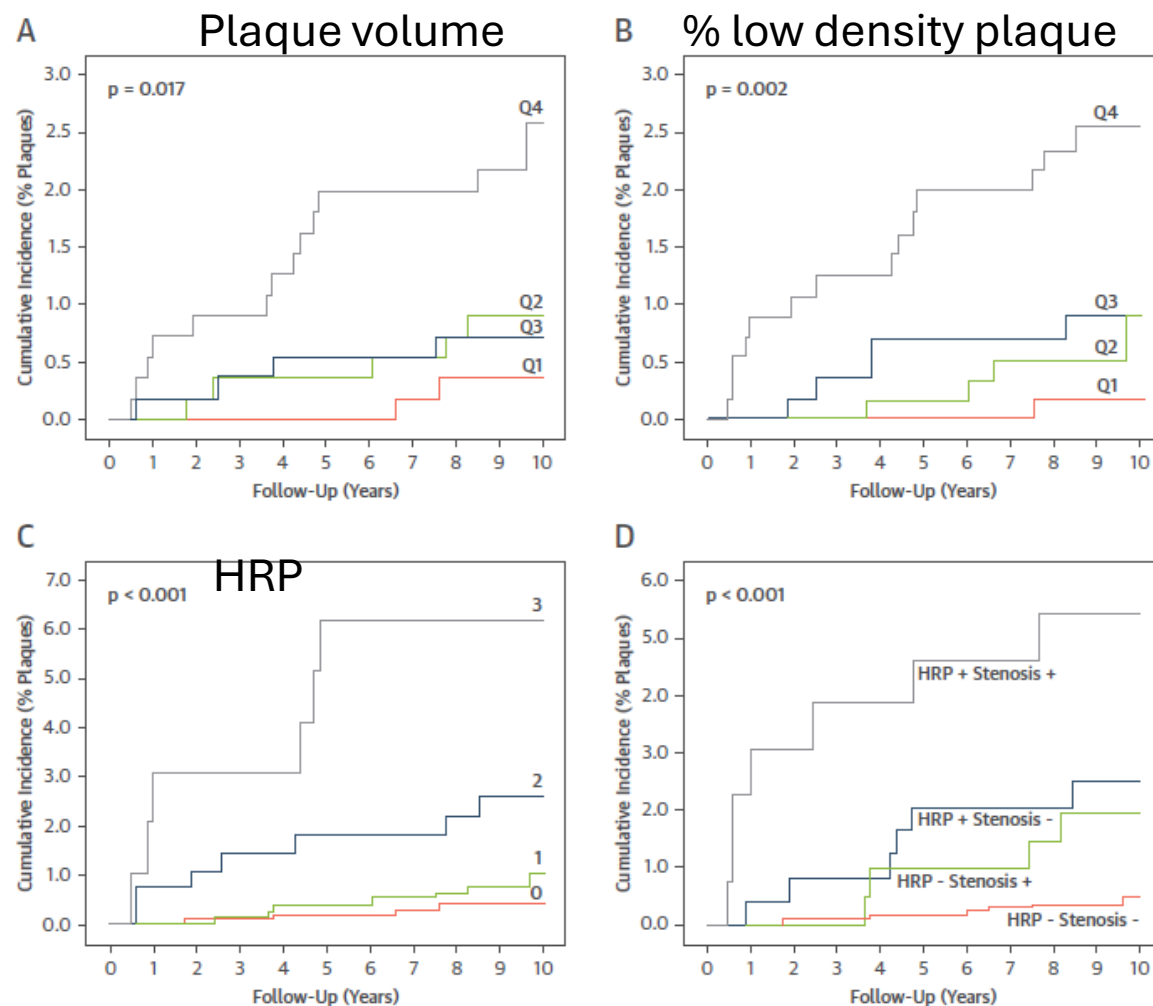 A Plaque volume
p = 0.017
Cumulative Incidence (% Plaques)
3.0
2.5
2.0
1.5
1.0
0.5
0.0
Q4
Q2
Q3
Q1
0 1 2 3 4 5 6 7 8 9 10
Follow-Up (Years)
B % low density plaque
p = 0.002
Cumulative Incidence (% Plaques)
3.0
2.5
2.0
1.5
1.0
0.5
0.0
Q4
Q3
Q2
Q1
0 1 2 3 4 5 6 7 8 9 10
Follow-Up (Years)
C
HRP
p < 0.001
Cumulative Incidence (% Plaques)
7.0
6.0
5.0
4.0
3.0
2.0
1.0
0.0
3
2
1
0
0 1 2 3 4 5 6 7 8 9 10
Follow-Up (Years)
D
p < 0.001
Cumulative Incidence (% Plaques)
6.0
5.0
2.0
3.0
2.0
1.0
0.0
HRP + Stenosis +
HRP + Stenosis -
HRP - Stenosis +
HRP - Stenosis -
0 1 2 3 4 5 6 7 8 9 10
Follow-Up (Years)